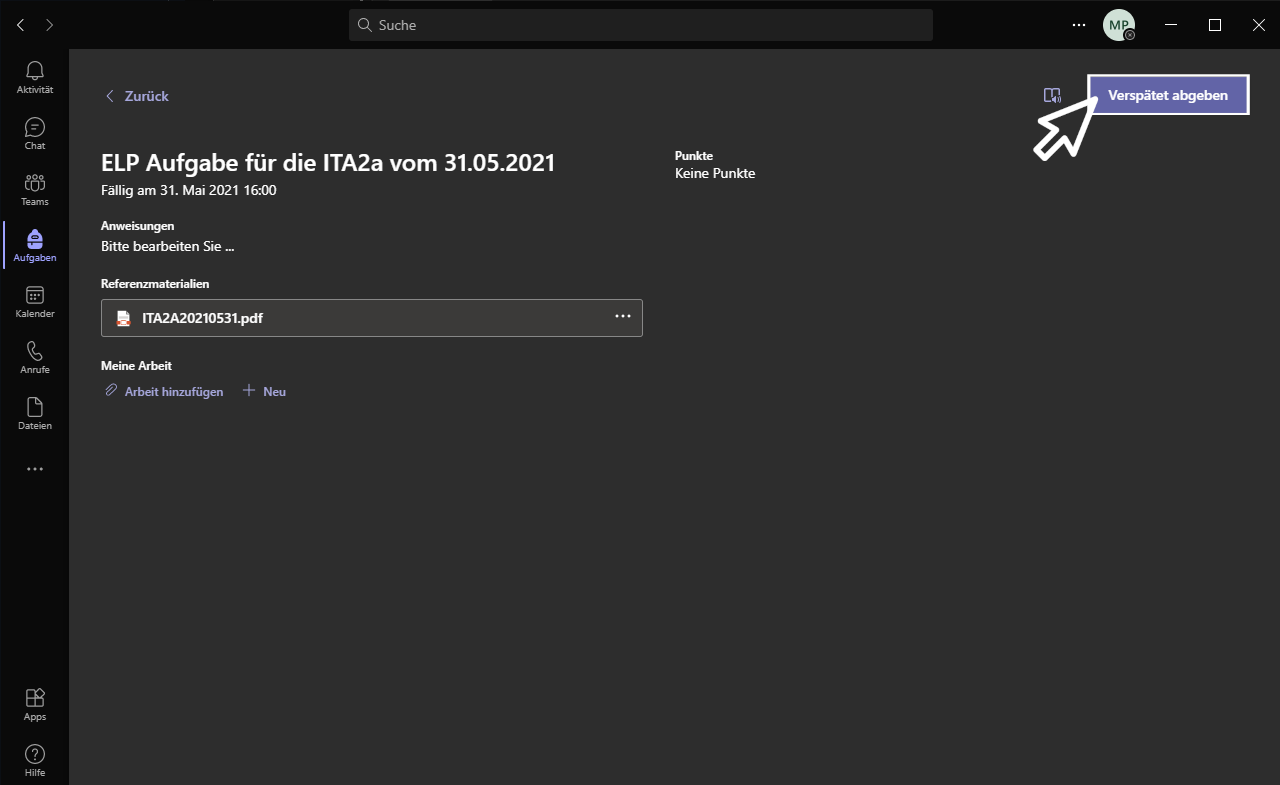 Suche
MP
Aktivität
Chat
Teams
Aufgaben
Kalender
Anrufe
Dateien
Apps
Hilfe
Zurück
Verspätet abgeben
ELP Aufgabe für die ITA2a vom 31.05.2021
Fällig am 31. Mai 2021 16:00
Punkte
Keine Punkte
Anweisungen
Bitte bearbeiten Sie ...
Referenzmaterialien
ITA2A20210531.pdf
Meine Arbeit
Arbeit hinzufügen Neu